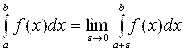 ∫_a^b f(x)dx = lim_{s→0} ∫_{a+s}^b f(x)dx